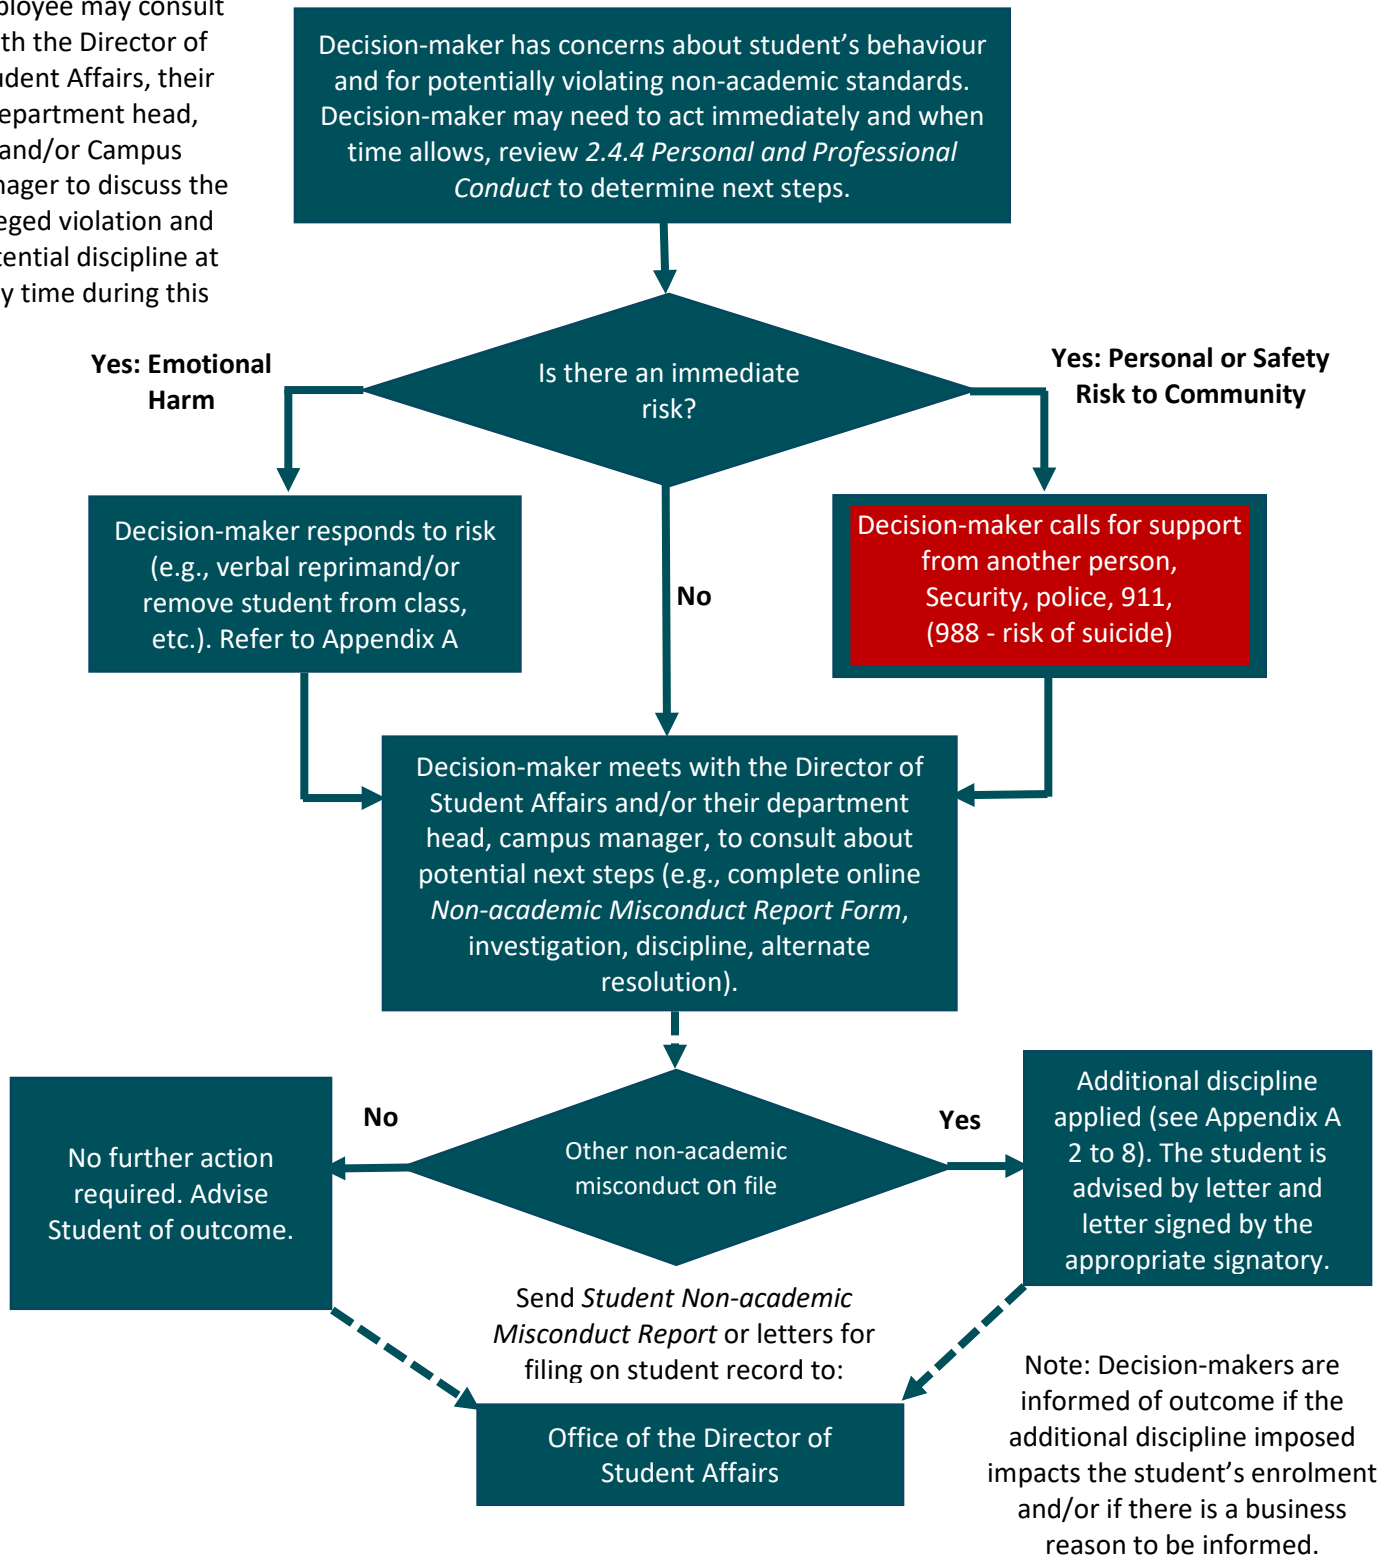 may consult
the Director of
Affairs, their
head,
and/or Campus
to discuss the
violation and
discipline at
time during this
Decision-maker has concerns about student’s behaviour
and for potentially violating non-academic standards.
Decision-maker may need to act immediately and when
time allows, review 2.4.4 Personal and Professional
Conduct to determine next steps.
Is there an immediate
risk?
Yes: Emotional
Harm
Yes: Personal or Safety
Risk to Community
Decision-maker responds to risk
(e.g., verbal reprimand/or
remove student from class,
etc.). Refer to Appendix A
No
Decision-maker calls for support
from another person,
Security, police, 911,
(988 - risk of suicide)
Decision-maker meets with the Director of
Student Affairs and/or their department
head, campus manager, to consult about
potential next steps (e.g., complete online
Non-academic Misconduct Report Form,
investigation, discipline, alternate
resolution).
No
Other non-academic
misconduct on file
Yes
No further action
required. Advise
Student of outcome.
Additional discipline
applied (see Appendix A
2 to 8). The student is
advised by letter and
letter signed by the
appropriate signatory.
Send Student Non-academic
Misconduct Report or letters for
filing on student record to:
Office of the Director of
Student Affairs
Note: Decision-makers are
informed of outcome if the
additional discipline imposed
impacts the student’s enrolment
and/or if there is a business
reason to be informed.